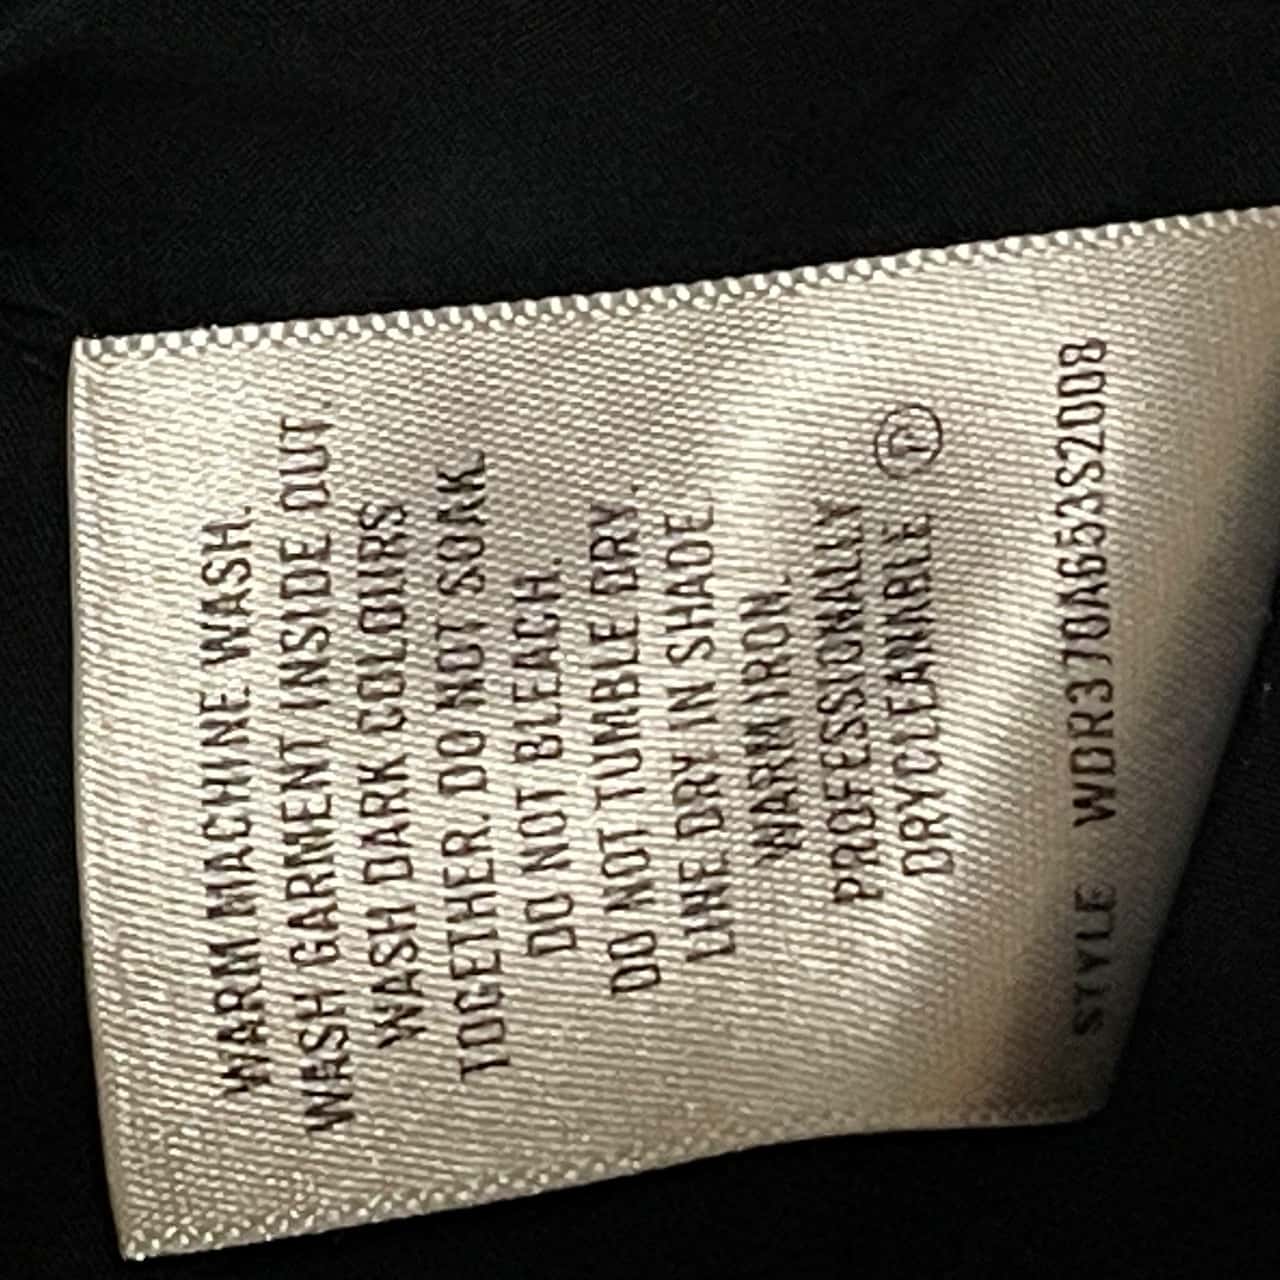 WARM MACHINE WASH.
WASH GARMENT INSIDE OUT.
WASH DARK COLOURS
TOGETHER. DO NOT SOAK
DO NOT BLEACH.
DO NOT TUMBLE DRY.
LINE DRY IN SHADE
WARM IRON.
PROFESSIONALLY
DRYCLEANABLE Ⓟ
STYLE WDR370A653S2008